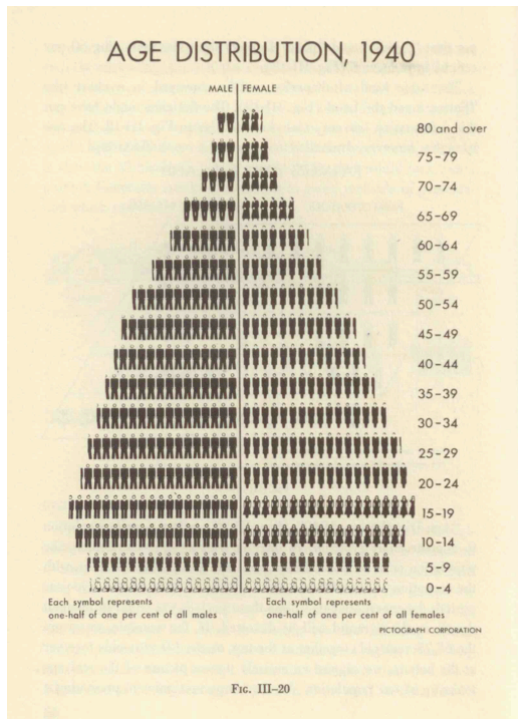 AGE DISTRIBUTION, 1940
MALE FEMALE
80 and over
75-79
70-74
65-69
60-64
55-59
50-54
45-49
40-44
35-39
30-34
25-29
20-24
15-19
10-14
5-9
0-4
Each symbol represents
one-half of one per cent of all males
Each symbol represents
one-half of one per cent of all females
PICTOGRAPH CORPORATION
FIG. III-20